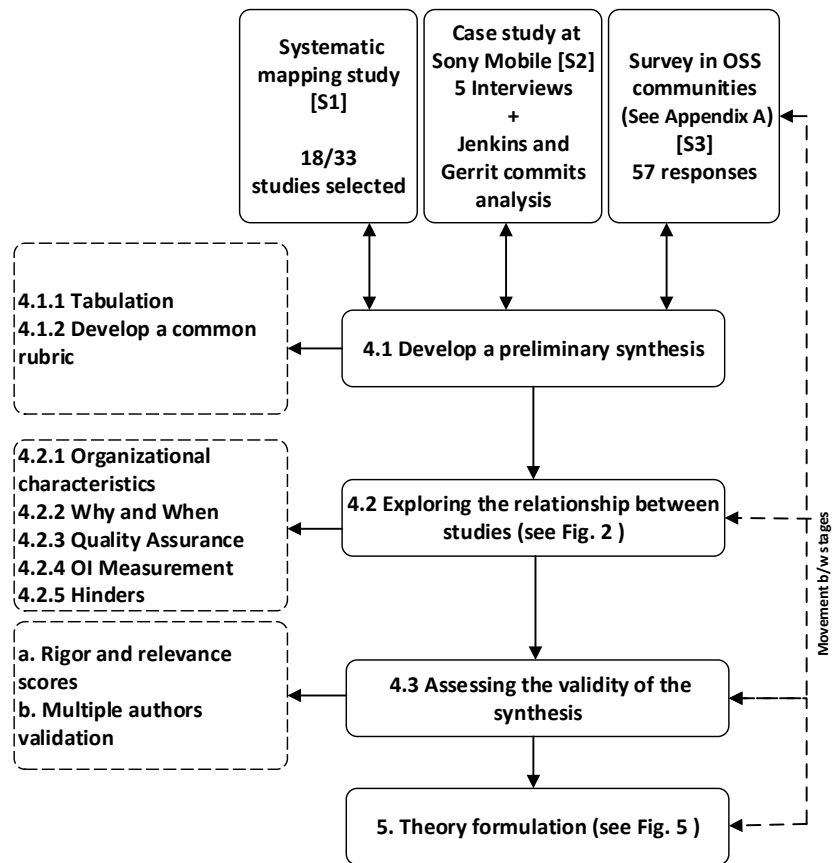 Systematic
mapping study
[S1]
18/33
studies selected
Case study at
Sony Mobile [S2]
5 Interviews
+
Jenkins and
Gerrit commits
analysis
Survey in OSS
communities
(See Appendix A)
[S3]
57 responses
4.1.1 Tabulation
4.1.2 Develop a common
rubric
4.1 Develop a preliminary synthesis
4.2.1 Organizational
characteristics
4.2.2 Why and When
4.2.3 Quality Assurance
4.2.4 OI Measurement
4.2.5 Hinders
4.2 Exploring the relationship between
studies (see Fig. 2 )
Movement b/w stages
a. Rigor and relevance
scores
b. Multiple authors
validation
4.3 Assessing the validity of the
synthesis
5. Theory formulation (see Fig. 5 )